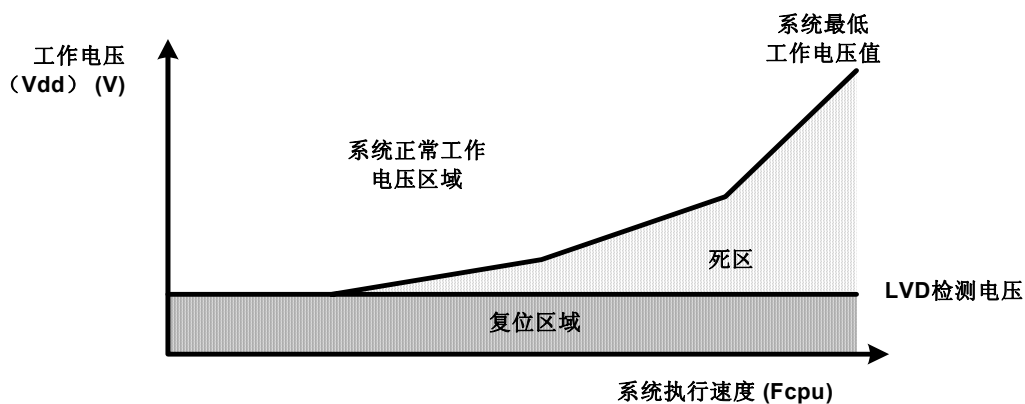 系统最低
工作电压值
工作电压
（Vdd） (V)
系统正常工作
电压区域
死区
LVD检测电压
复位区域
系统执行速度 (Fcpu)